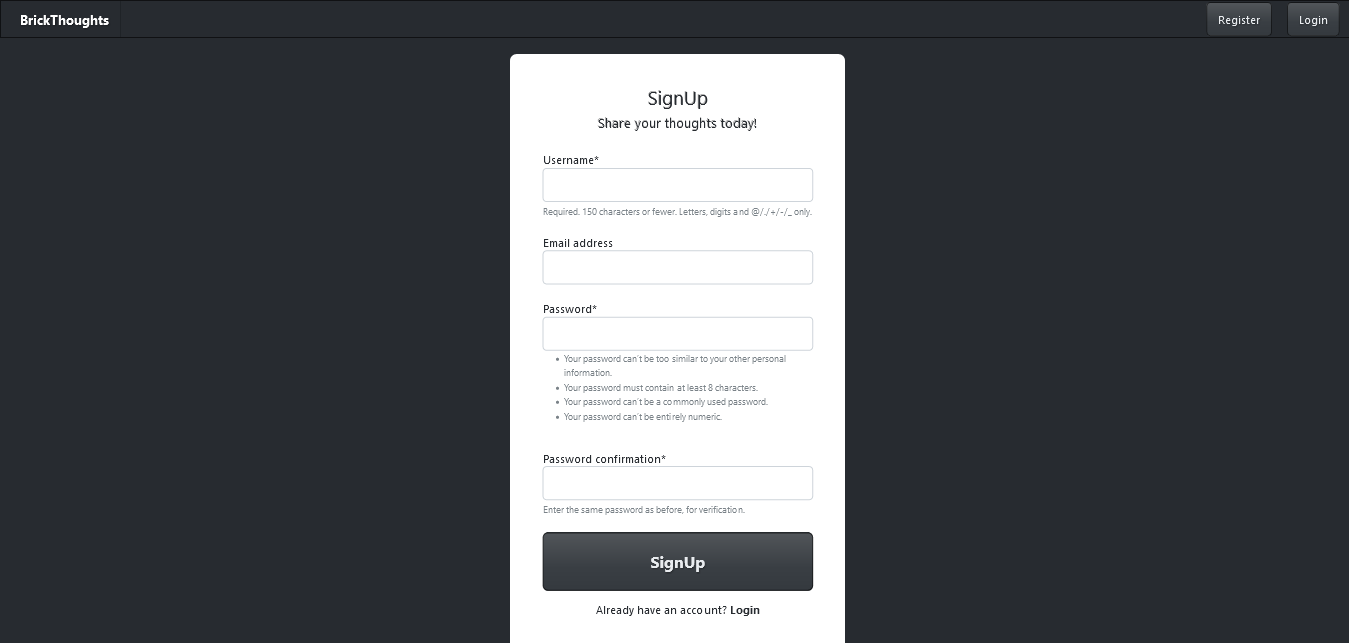 BrickThoughts Register Login
SignUp
Share your thoughts today!
Username*
Required. 150 characters or fewer. Letters, digits and @/./+/-/_ only.
Email address
Password*
• Your password can't be too similar to your other personal
information.
• Your password must contain at least 8 characters.
• Your password can't be a commonly used password.
• Your password can't be entirely numeric.
Password confirmation*
Enter the same password as before, for verification.
SignUp
Already have an account? Login